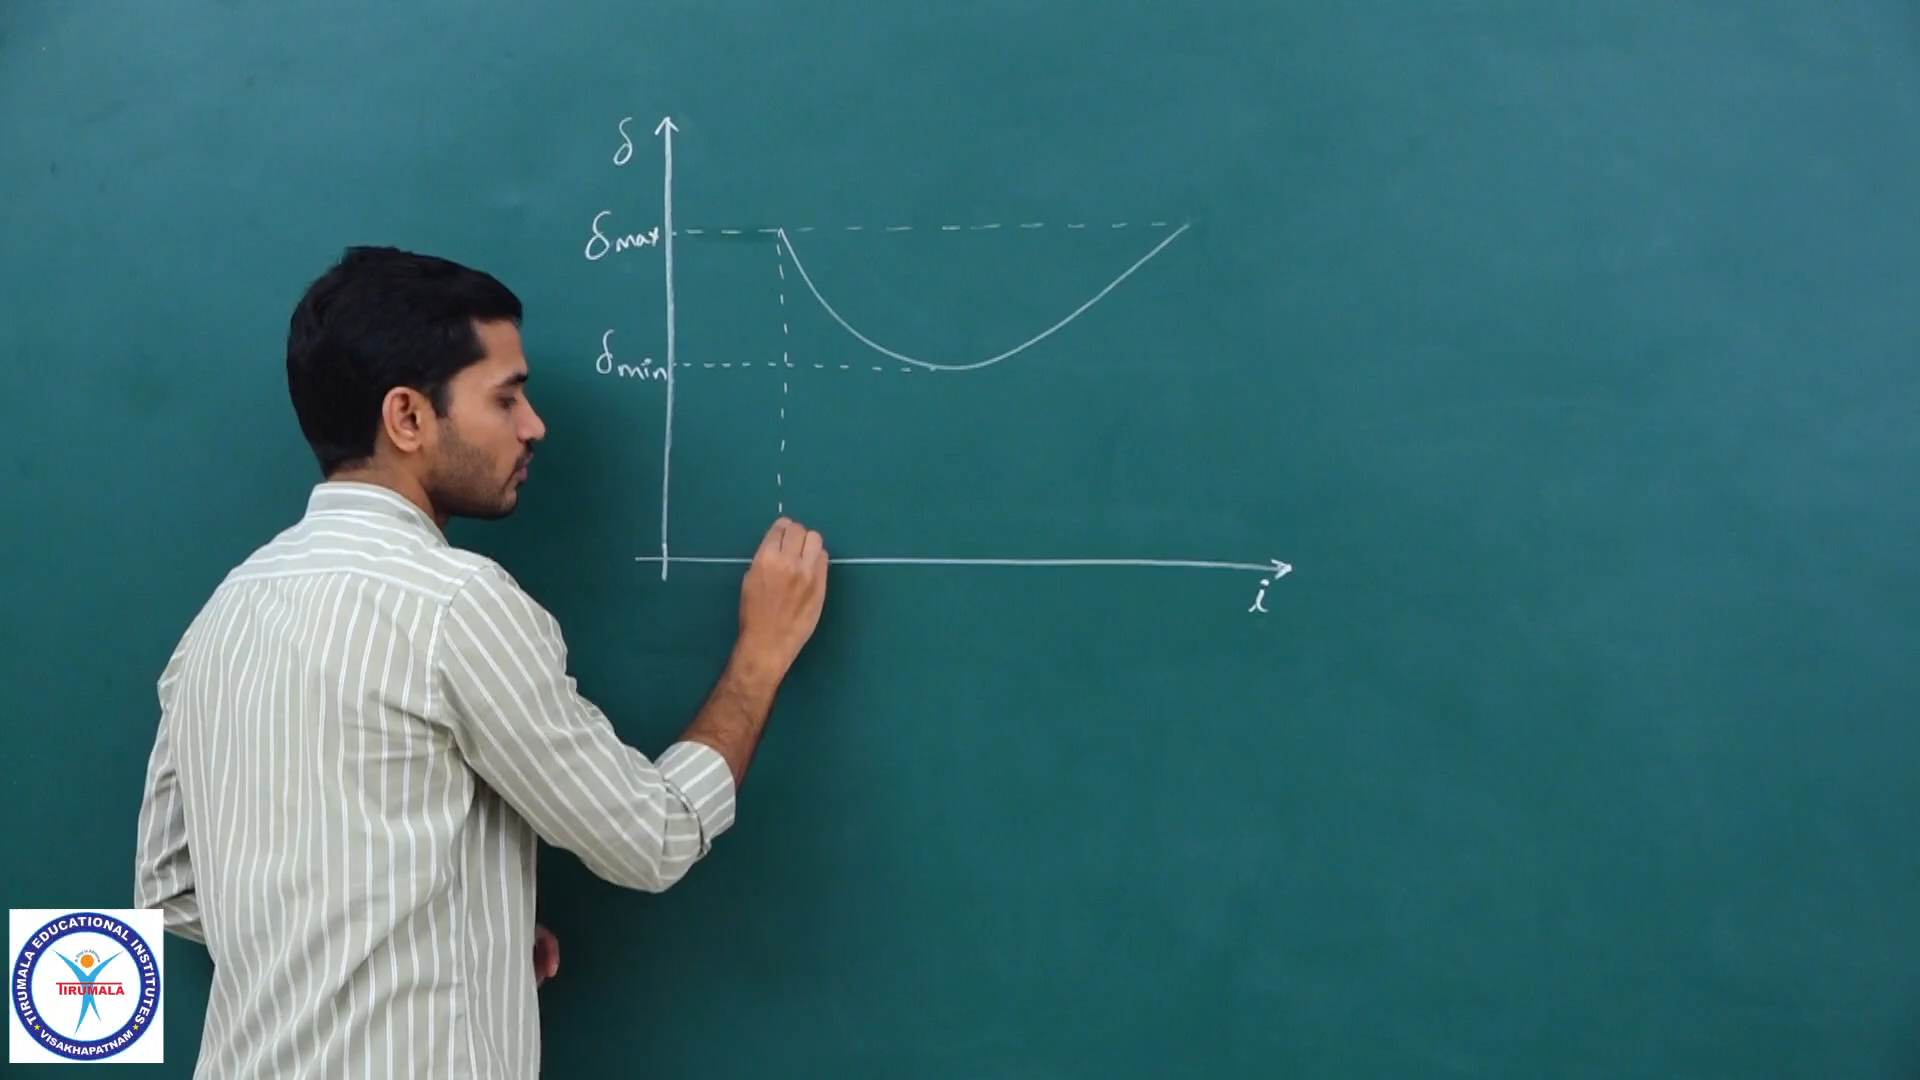 δ
δmax
δmin
i
TIRUMALA EDUCATIONAL INSTITUTES
TIRUMALA
★ VISAKHAPATNAM ★